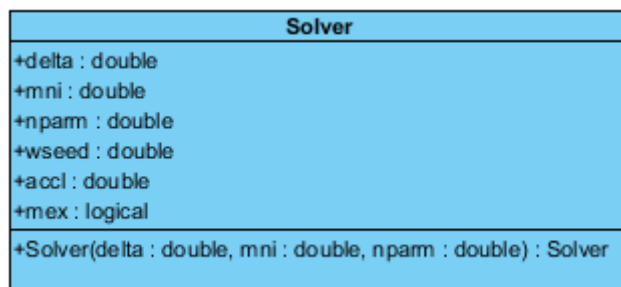 Solver
+delta : double
+mni : double
+nparm : double
+wseed : double
+accl : double
+mex : logical
+Solver(delta : double, mni : double, nparm : double) : Solver